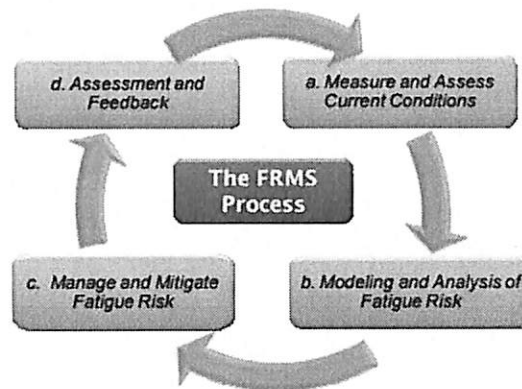 d. Assessment and
Feedback
a. Measure and Assess
Current Conditions
The FRMS
Process
c. Manage and Mitigate
Fatigue Risk
b. Modeling and Analysis of
Fatigue Risk